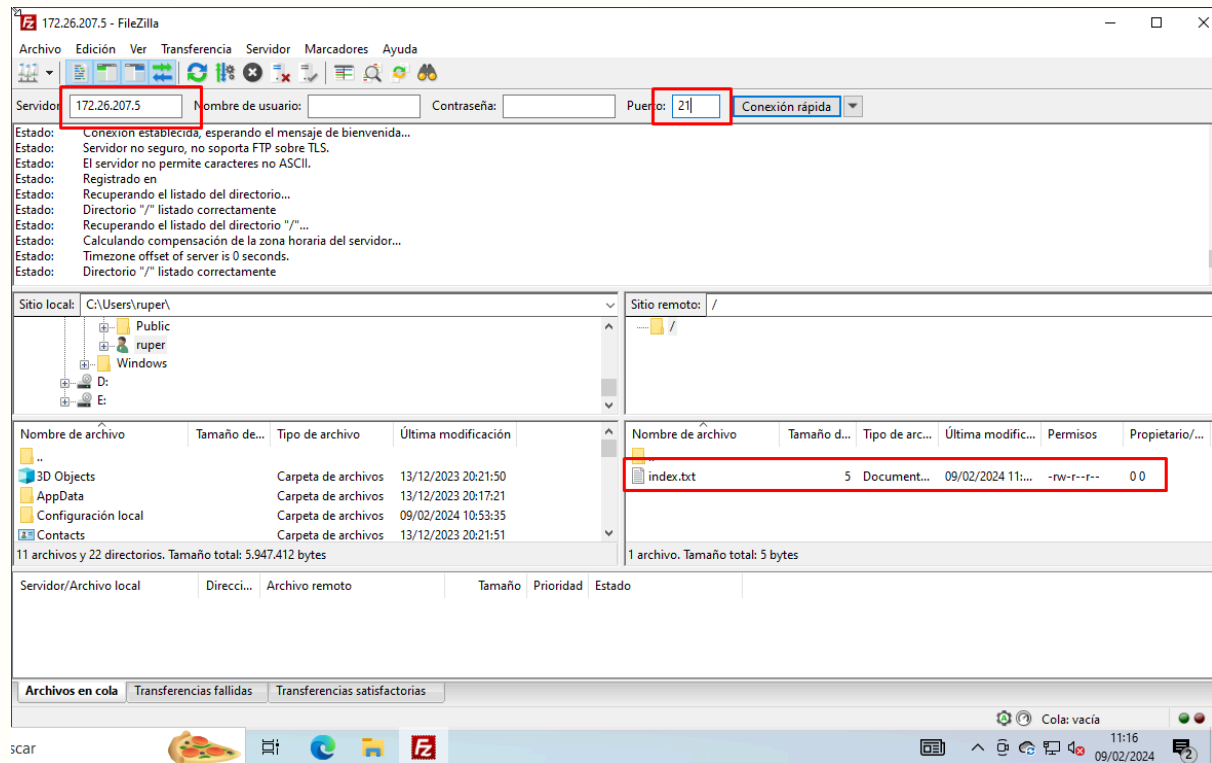 172.26.207.5 - FileZilla
Archivo Edición Ver Transferencia Servidor Marcadores Ayuda
Servidor 172.26.207.5 Nombre de usuario: Contraseña: Puerto: 21 Conexión rápida
Estado: Conexión establecida, esperando el mensaje de bienvenida...
Estado: Servidor no seguro, no soporta FTP sobre TLS.
Estado: El servidor no permite caracteres no ASCII.
Estado: Registrado en
Estado: Recuperando el listado del directorio...
Estado: Directorio "/" listado correctamente
Estado: Recuperando el listado del directorio "/"...
Estado: Calculando compensación de la zona horaria del servidor...
Estado: Timezone offset of server is 0 seconds.
Estado: Directorio "/" listado correctamente
Sitio local: C:\Users\ruper\
Public
ruper
Windows
D:
E:
Sitio remoto: /
/
Nombre de archivo Tamaño de... Tipo de archivo Última modificación
..
3D Objects Carpeta de archivos 13/12/2023 20:21:50
AppData Carpeta de archivos 13/12/2023 20:17:21
Configuración local Carpeta de archivos 09/02/2024 10:53:35
Contacts Carpeta de archivos 13/12/2023 20:21:51
11 archivos y 22 directorios. Tamaño total: 5.947.412 bytes
Nombre de archivo Tamaño d... Tipo de arc... Última modific... Permisos Propietario/...
..
index.txt 5 Document... 09/02/2024 11:... -rw-r--r-- 0 0
1 archivo. Tamaño total: 5 bytes
Servidor/Archivo local Direcci... Archivo remoto Tamaño Prioridad Estado
Archivos en cola Transferencias fallidas Transferencias satisfactorias
Cola: vacía
scar
11:16
09/02/2024
2